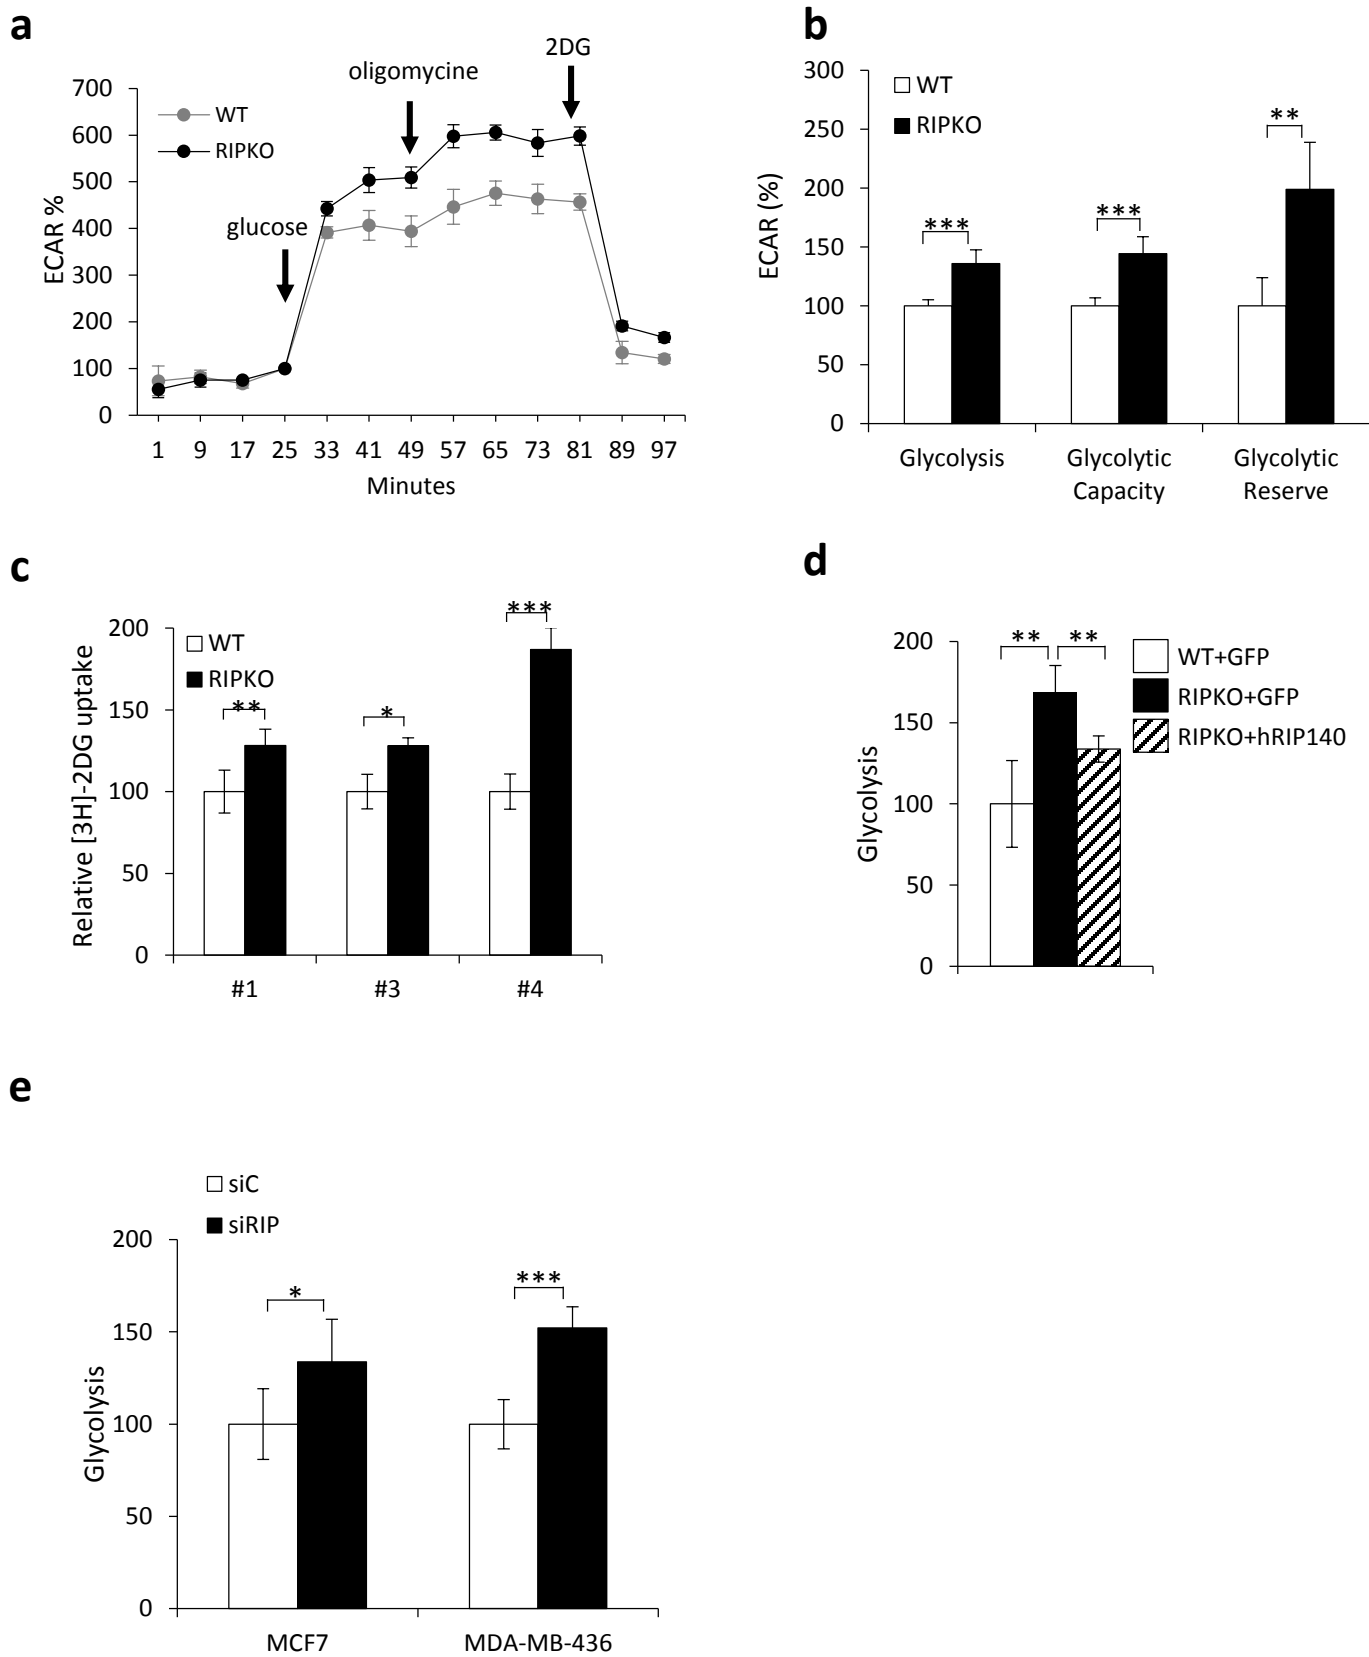 a
oligomycine
2DG
glucose
WT
RIPKO
ECAR %
700
600
500
400
300
200
100
0
1 9 17 25 33 41 49 57 65 73 81 89 97
Minutes
b
WT
RIPKO
ECAR (%)
300
250
200
150
100
50
0
***
***
**
Glycolysis
Glycolytic
Capacity
Glycolytic
Reserve
c
WT
RIPKO
Relative [3H]-2DG uptake
200
150
100
50
0
**
*
***
#1 #3 #4
d
Glycolysis
200
150
100
50
0
** **
WT+GFP
RIPKO+GFP
RIPKO+hRIP140
e
siC
siRIP
Glycolysis
200
150
100
50
0
*
***
MCF7 MDA-MB-436